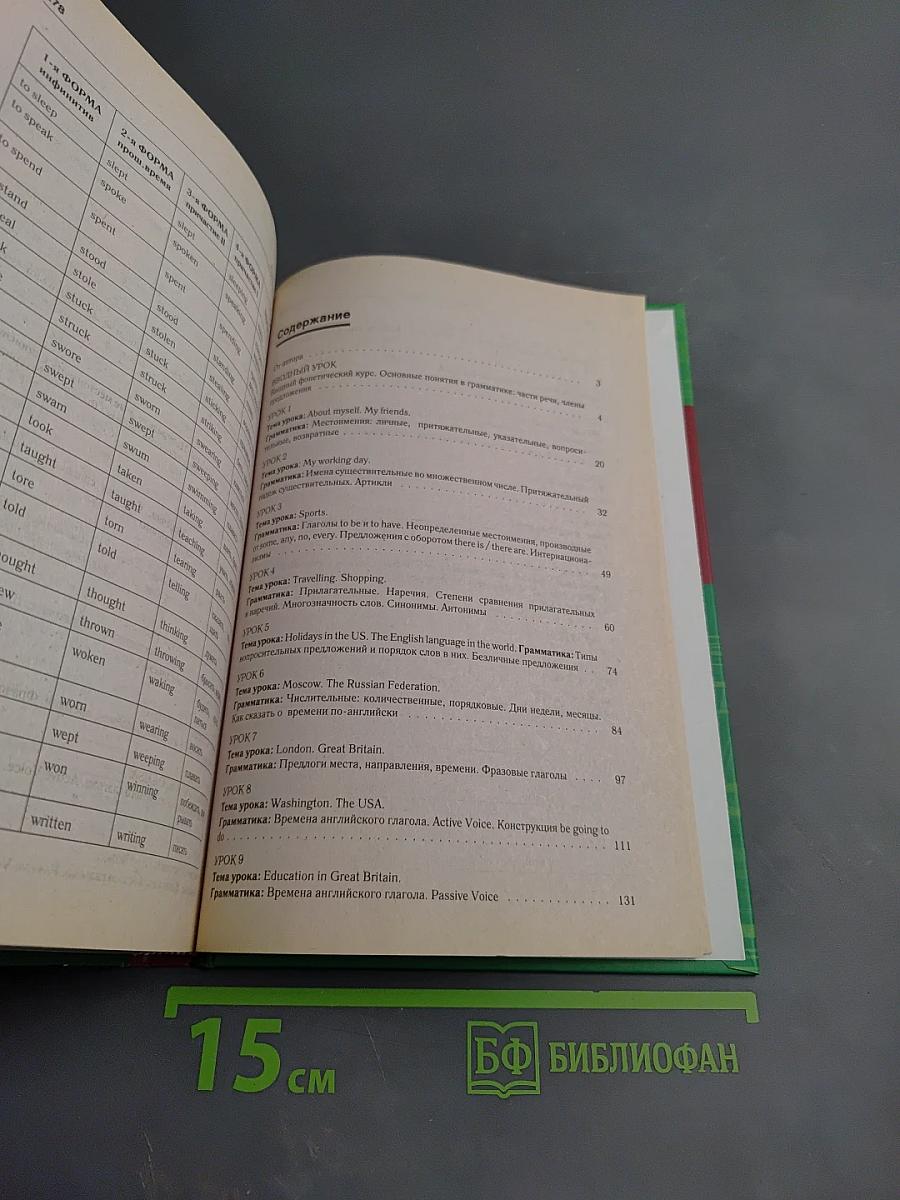 1-я ФОРМА
инфинитив
2-я ФОРМА
прош. время
3-я ФОРМА
причастие II
4-я ФОРМА
to sleep slept slept sleeping
to speak spoke spoken speaking
to spend spent spent spending
stood stood standing
stole stolen stealing
stuck stuck sticking
struck struck striking
swore sworn swearing
swept swept sweeping
swam swum swimming
took taken taking
taught taught teaching
tore torn tearing
told told telling
thought thinking
thrown throwing
woken waking
worn wearing
wept weeping
won winning
written writing писать
Содержание
От автора 3
ВВОДНЫЙ УРОК
Вводный фонетический курс. Основные понятия в грамматике: части речи, члены
предложения 4
УРОК 1
Тема урока: About myself. My friends.
Грамматика: Местоимения: личные, притяжательные, указательные, вопроси-
тельные, возвратные 20
УРОК 2
Тема урока: My working day.
Грамматика: Имена существительные во множественном числе. Притяжательный
падеж существительных. Артикли 32
УРОК 3
Тема урока: Sports.
Грамматика: Глаголы to be и to have. Неопределенные местоимения, производные
от some, any, no, every. Предложения с оборотом there is / there are. Интернациона-
лизмы 49
УРОК 4
Тема урока: Travelling. Shopping.
Грамматика: Прилагательные. Наречия. Степени сравнения прилагательных
и наречий. Многозначность слов. Синонимы. Антонимы 60
УРОК 5
Тема урока: Holidays in the US. The English language in the world. Грамматика: Типы
вопросительных предложений и порядок слов в них. Безличные предложения . . 74
УРОК 6
Тема урока: Moscow. The Russian Federation.
Грамматика: Числительные: количественные, порядковые. Дни недели, месяцы.
Как сказать о времени по-английски 84
УРОК 7
Тема урока: London. Great Britain.
Грамматика: Предлоги места, направления, времени. Фразовые глаголы . . . . 97
УРОК 8
Тема урока: Washington. The USA.
Грамматика: Времена английского глагола. Active Voice. Конструкция be going to
do 111
УРОК 9
Тема урока: Education in Great Britain.
Грамматика: Времена английского глагола. Passive Voice 131
15 см
БФ БИБЛИОФАН